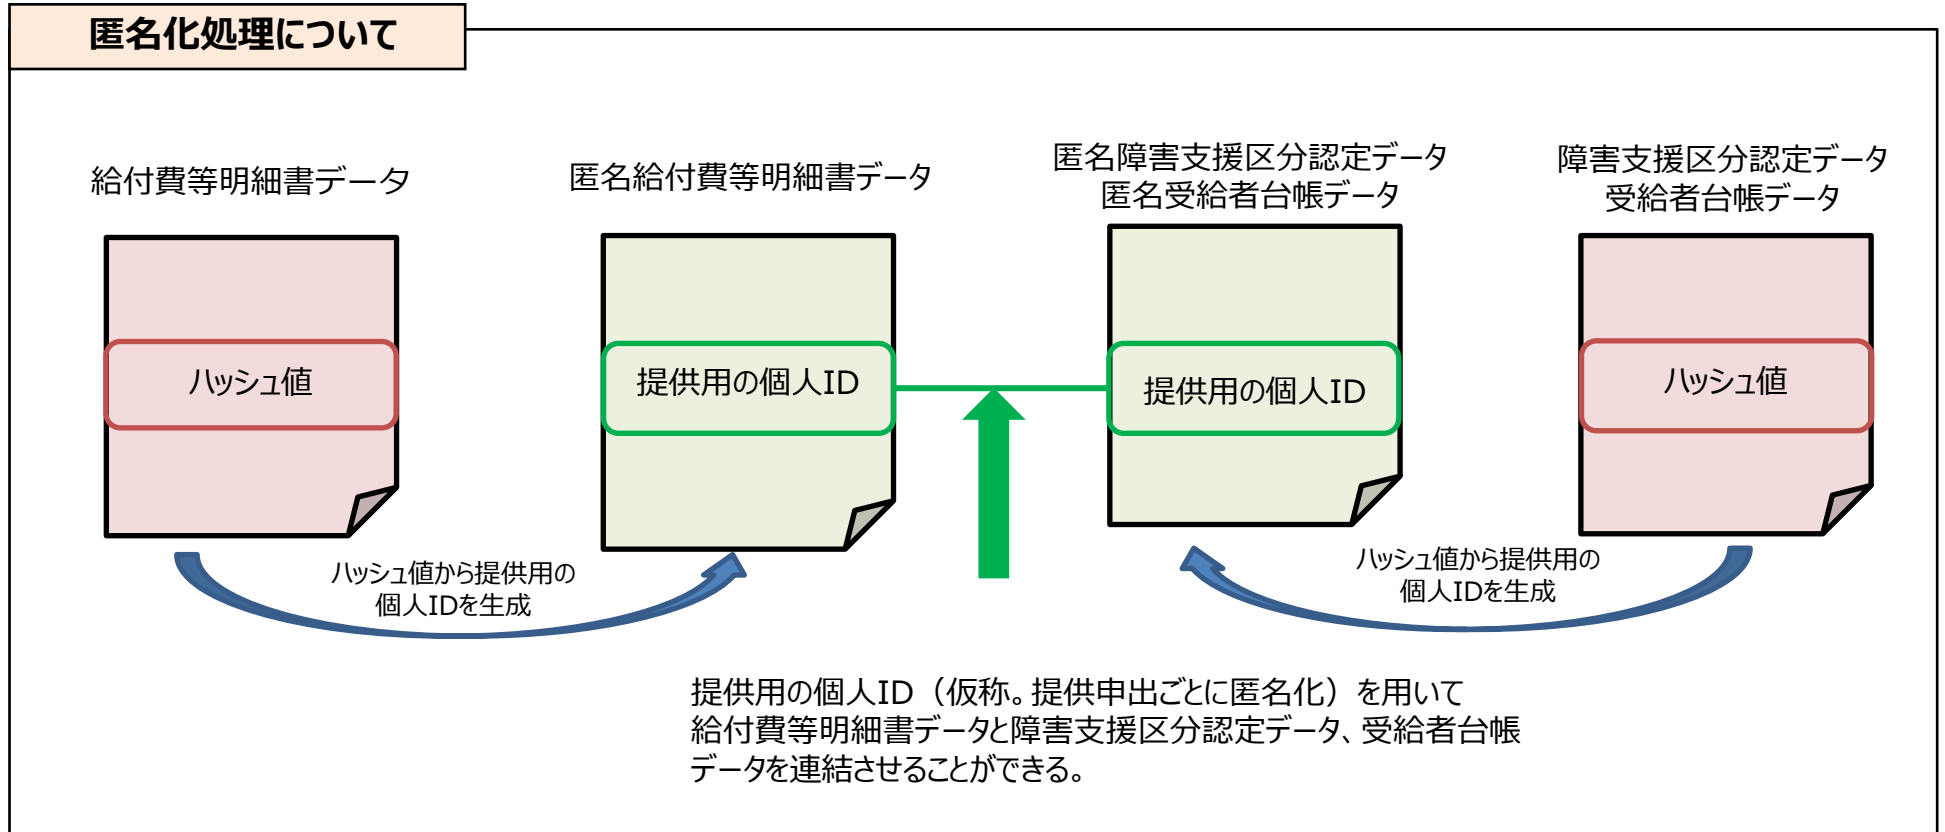 匿名化処理について
給付費等明細書データ
匿名給付費等明細書データ
匿名障害支援区分認定データ
匿名受給者台帳データ
障害支援区分認定データ
受給者台帳データ
ハッシュ値
提供用の個人ID
提供用の個人ID
ハッシュ値
ハッシュ値から提供用の
個人IDを生成
ハッシュ値から提供用の
個人IDを生成
提供用の個人ID（仮称。提供申出ごとに匿名化）を用いて
給付費等明細書データと障害支援区分認定データ、受給者台帳
データを連結させることができる。